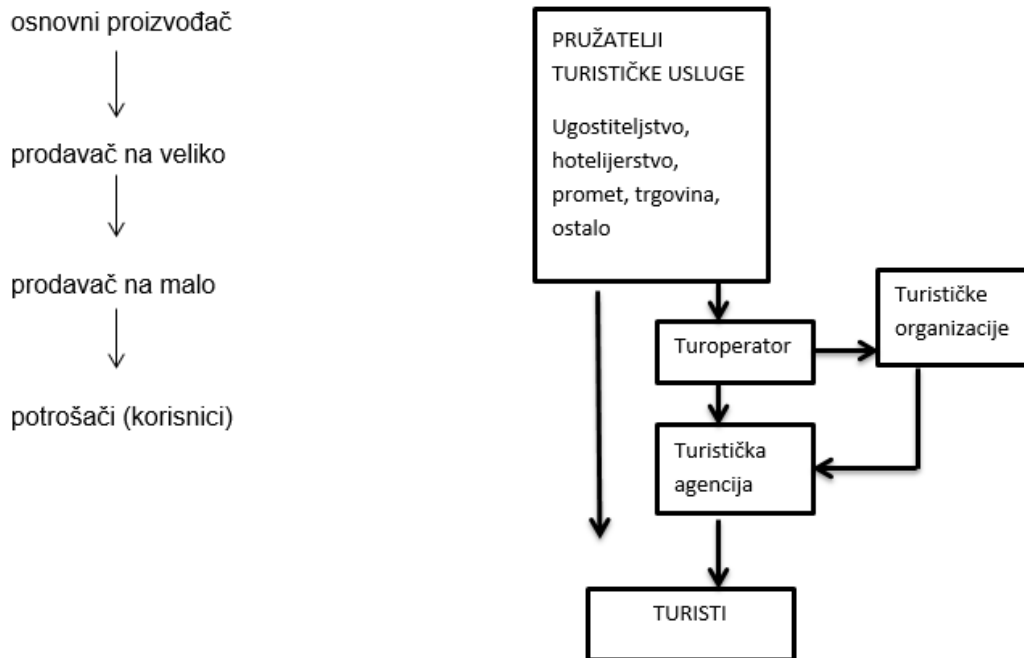 osnovni proizvođač
prodavač na veliko
prodavač na malo
potrošači (korisnici)
PRUŽATELJI
TURISTIČKE USLUGE
Ugostiteljstvo,
hotelijerstvo,
promet, trgovina,
ostalo
Turoperator
Turističke
organizacije
Turistička
agencija
TURISTI